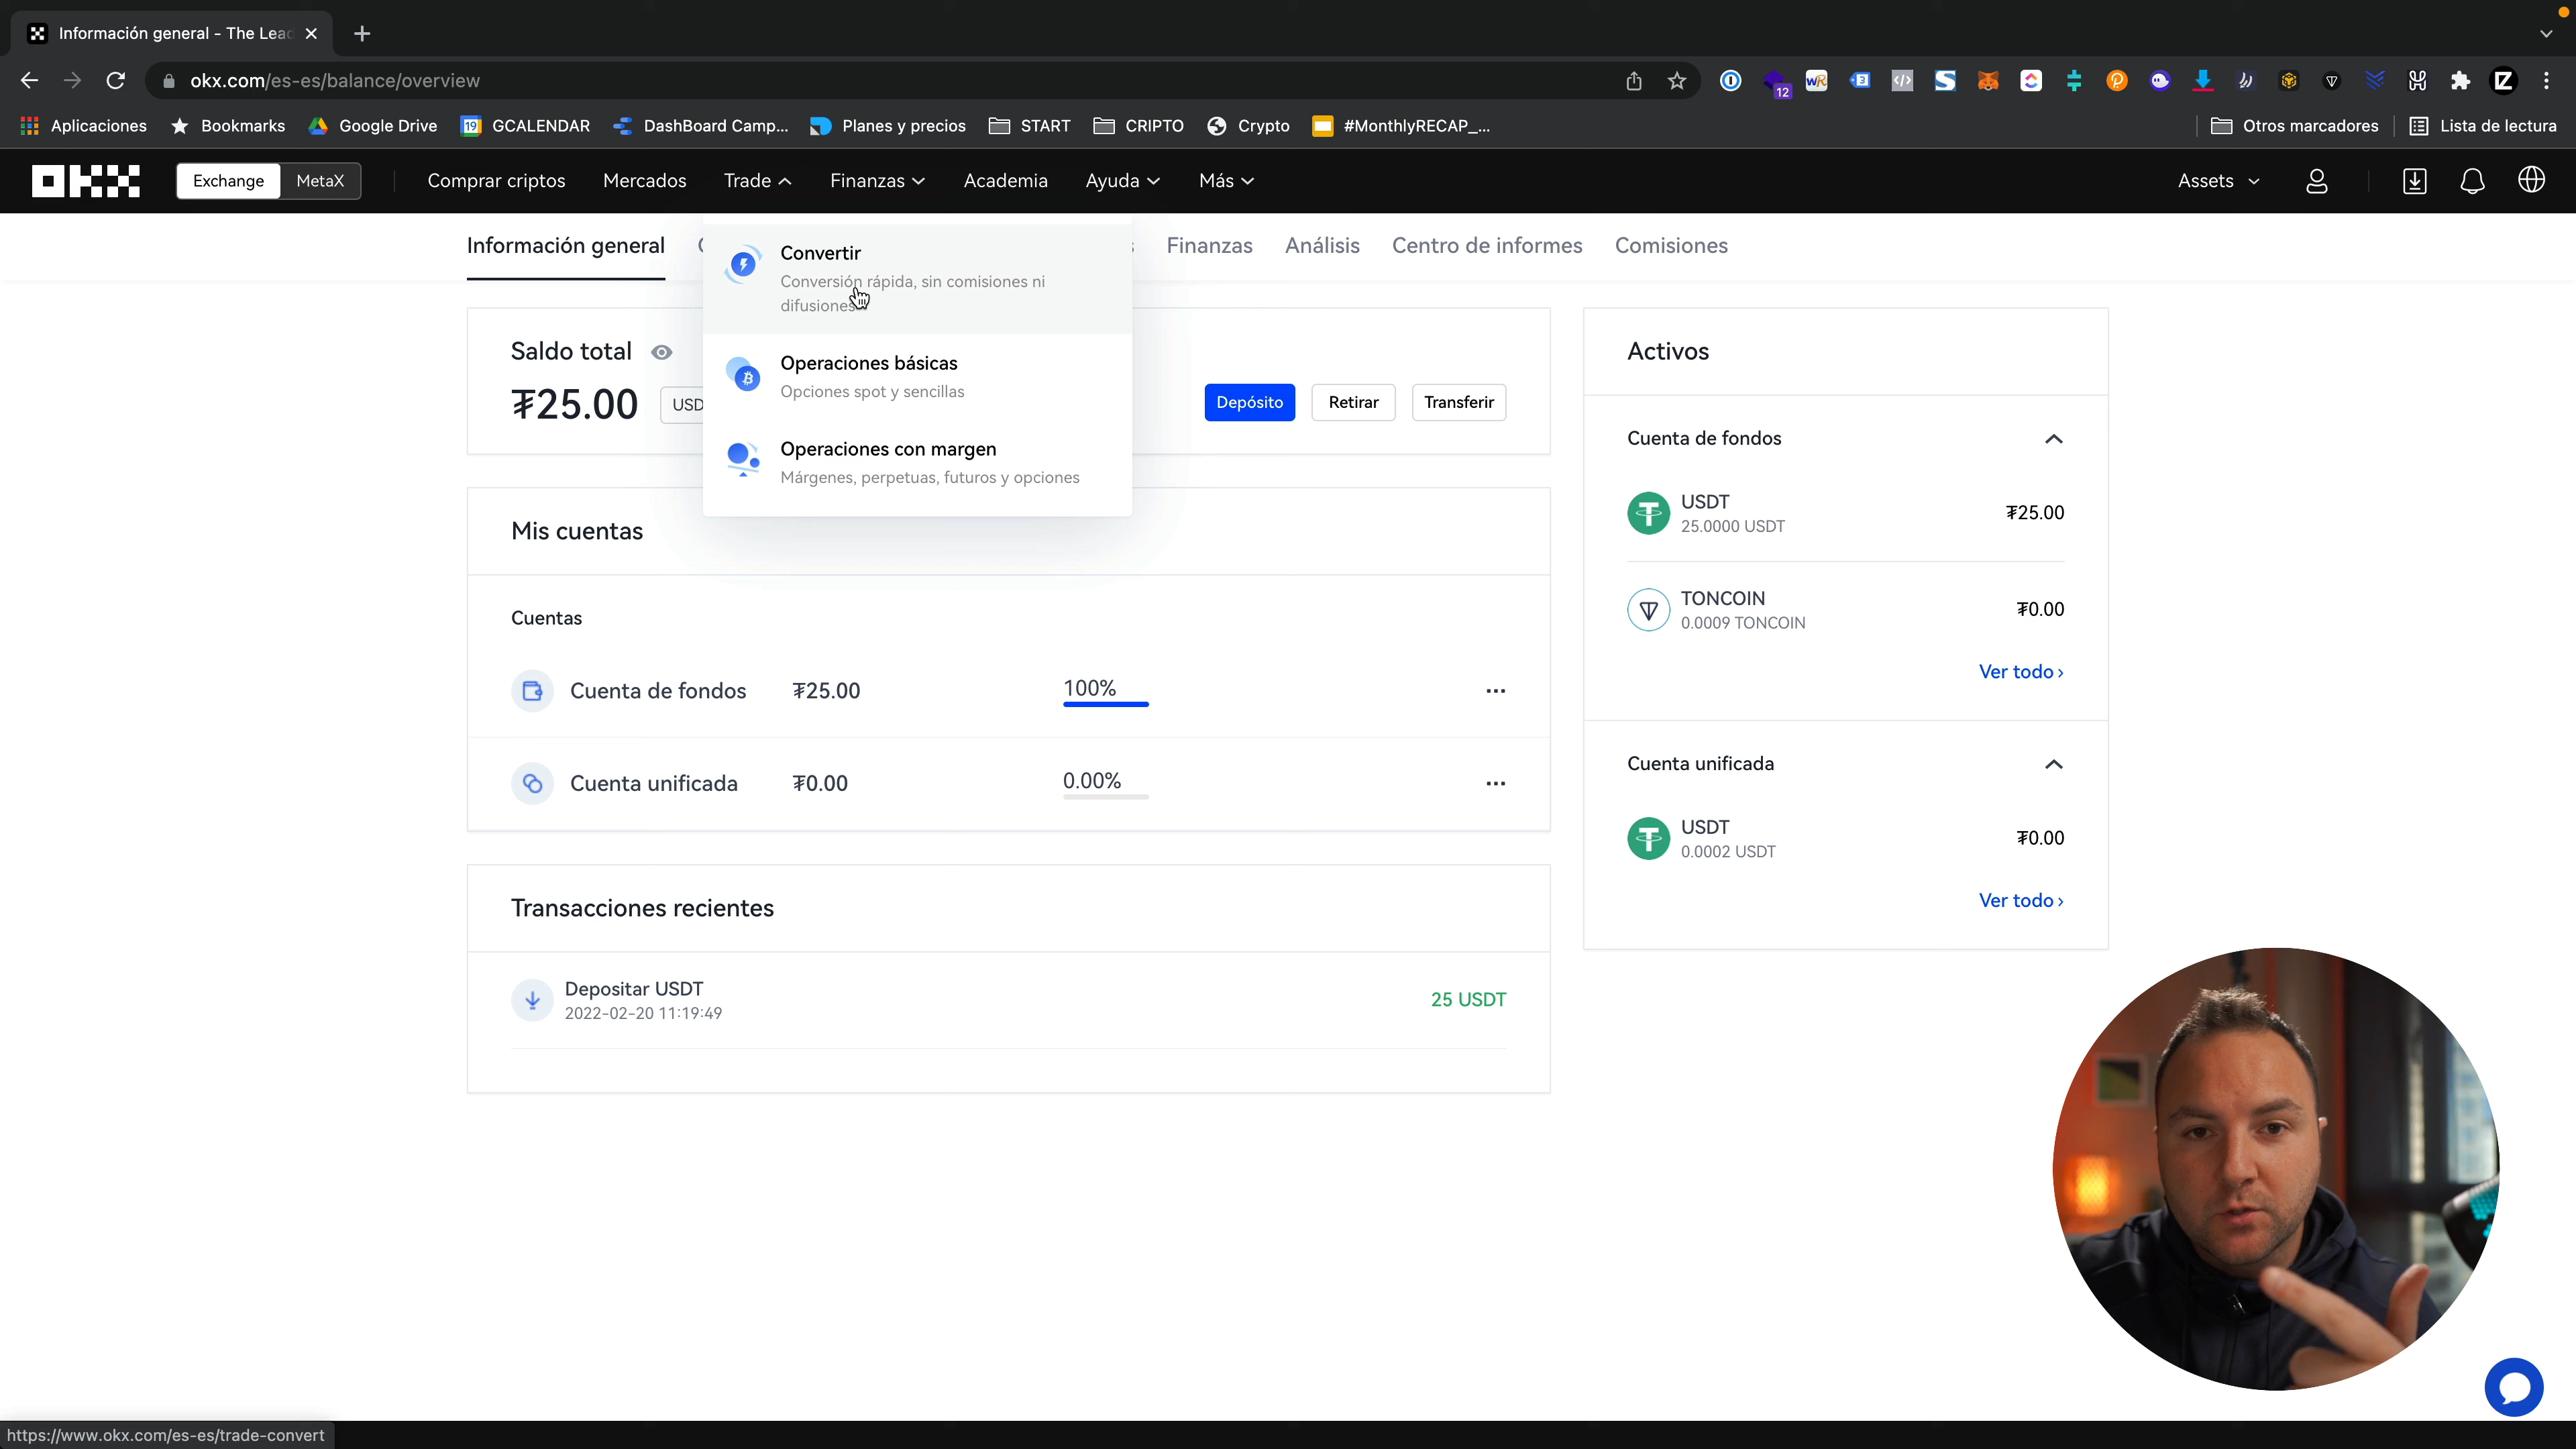 Información general - The Lead
okx.com/es-es/balance/overview
12
Aplicaciones
Bookmarks
Google Drive
19
GCALENDAR
DashBoard Camp...
Planes y precios
START
CRIPTO
Crypto
#MonthlyRECAP_...
Otros marcadores
Lista de lectura
OKX
Exchange
MetaX
Comprar criptos
Mercados
Trade
Finanzas
Academia
Ayuda
Más
Assets
Información general
Finanzas
Análisis
Centro de informes
Comisiones
Convertir
Conversión rápida, sin comisiones ni
difusiones
Operaciones básicas
Opciones spot y sencillas
Operaciones con margen
Márgenes, perpetuas, futuros y opciones
Saldo total
₮25.00
USD
Depósito
Retirar
Transferir
Mis cuentas
Cuentas
Cuenta de fondos
₮25.00
100%
Cuenta unificada
₮0.00
0.00%
Transacciones recientes
Depositar USDT
2022-02-20 11:19:49
25 USDT
Activos
Cuenta de fondos
USDT
25.0000 USDT
₮25.00
TONCOIN
0.0009 TONCOIN
₮0.00
Ver todo ›
Cuenta unificada
USDT
0.0002 USDT
₮0.00
Ver todo ›
https://www.okx.com/es-es/trade-convert